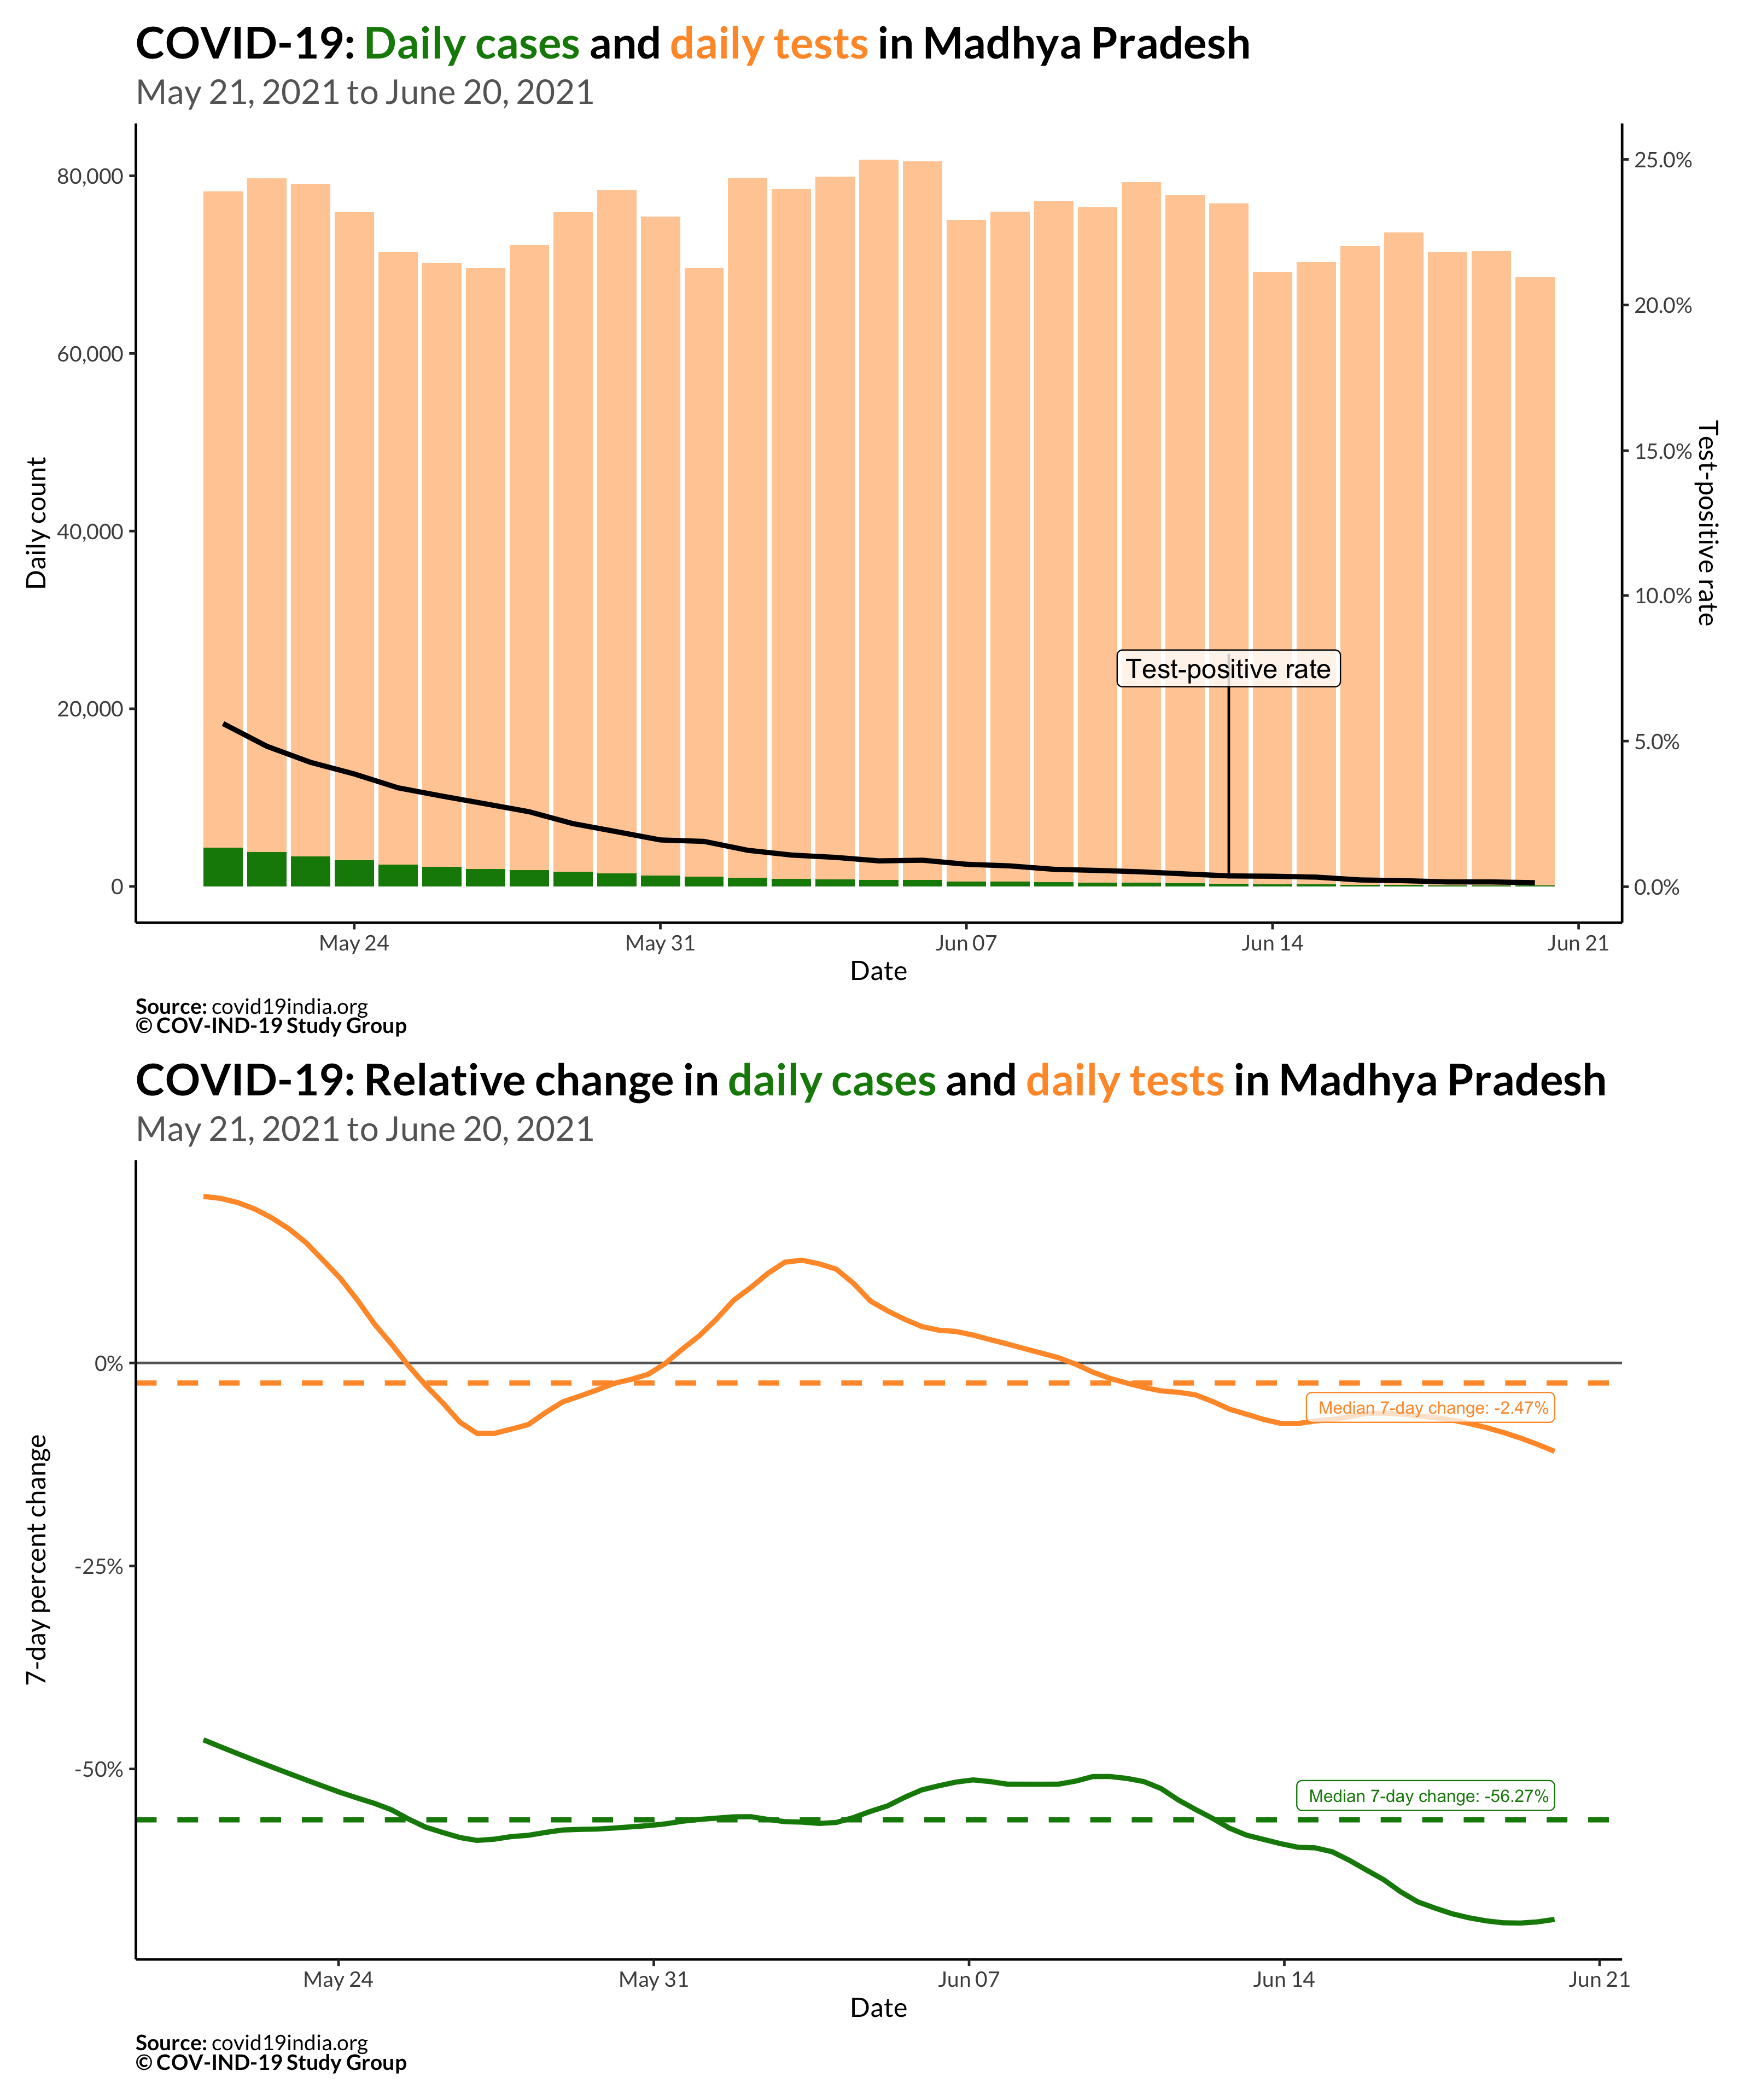 COVID-19: Daily cases and daily tests in Madhya Pradesh
May 21, 2021 to June 20, 2021
80,000
60,000
40,000
20,000
0
Daily count
25.0%
20.0%
15.0%
10.0%
5.0%
0.0%
Test-positive rate
Test-positive rate
May 24
May 31
Jun 07
Jun 14
Jun 21
Date
Source: covid19india.org
© COV-IND-19 Study Group
COVID-19: Relative change in daily cases and daily tests in Madhya Pradesh
May 21, 2021 to June 20, 2021
0%
-25%
-50%
7-day percent change
Median 7-day change: -2.47%
Median 7-day change: -56.27%
May 24
May 31
Jun 07
Jun 14
Jun 21
Date
Source: covid19india.org
© COV-IND-19 Study Group